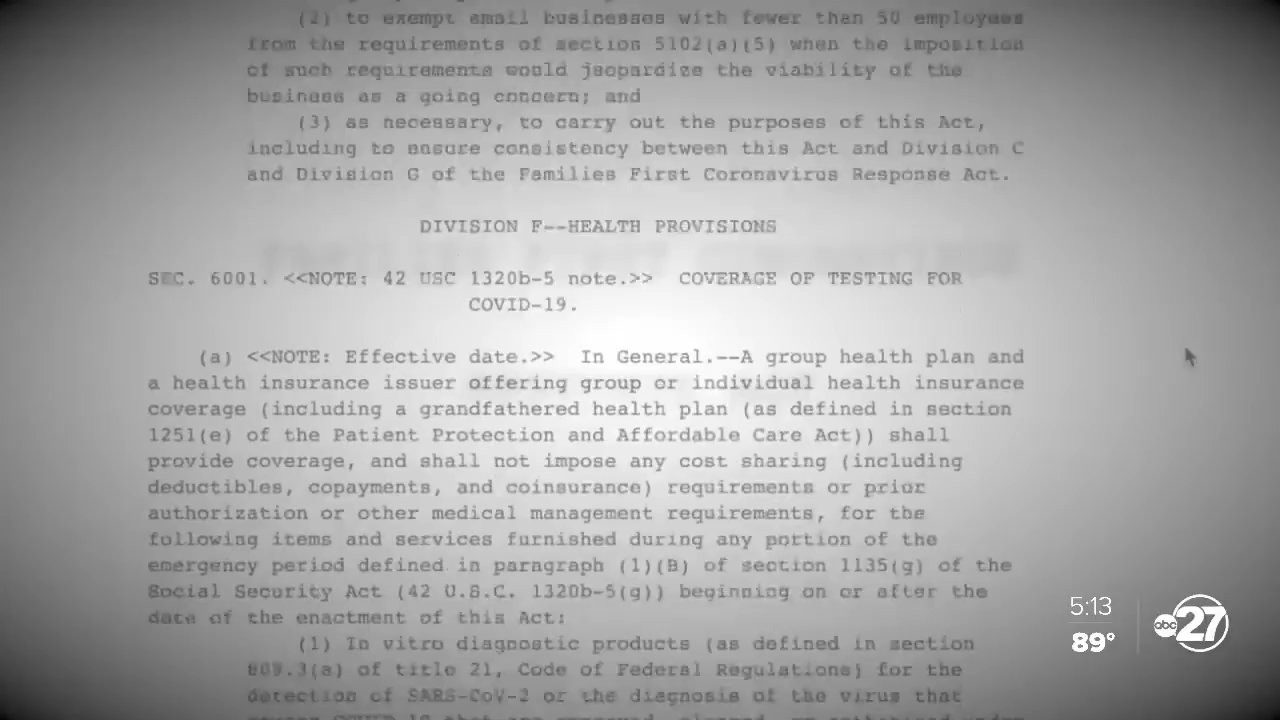 (2) to exempt small businesses with fewer than 50 employees
from the requirements of section 5102(a)(5) when the imposition
of such requirements would jeopardize the viability of the
business as a going concern; and
(3) as necessary, to carry out the purposes of this Act,
including to ensure consistency between this Act and Division C
and Division G of the Families First Coronavirus Response Act.
DIVISION F--HEALTH PROVISIONS
SEC. 6001. <<NOTE: 42 USC 1320b-5 note.>> COVERAGE OF TESTING FOR
COVID-19.
(a) <<NOTE: Effective date.>> In General.--A group health plan and
a health insurance issuer offering group or individual health insurance
coverage (including a grandfathered health plan (as defined in section
1251(e) of the Patient Protection and Affordable Care Act)) shall
provide coverage, and shall not impose any cost sharing (including
deductibles, copayments, and coinsurance) requirements or prior
authorization or other medical management requirements, for the
following items and services furnished during any portion of the
emergency period defined in paragraph (1)(B) of section 1135(g) of the
Social Security Act (42 U.S.C. 1320b-5(g)) beginning on or after the
date of the enactment of this Act:
(1) In vitro diagnostic products (as defined in section
809.3(a) of title 21, Code of Federal Regulations) for the
detection of SARS-CoV-2 or the diagnosis of the virus that
5:13
89°
abc 27